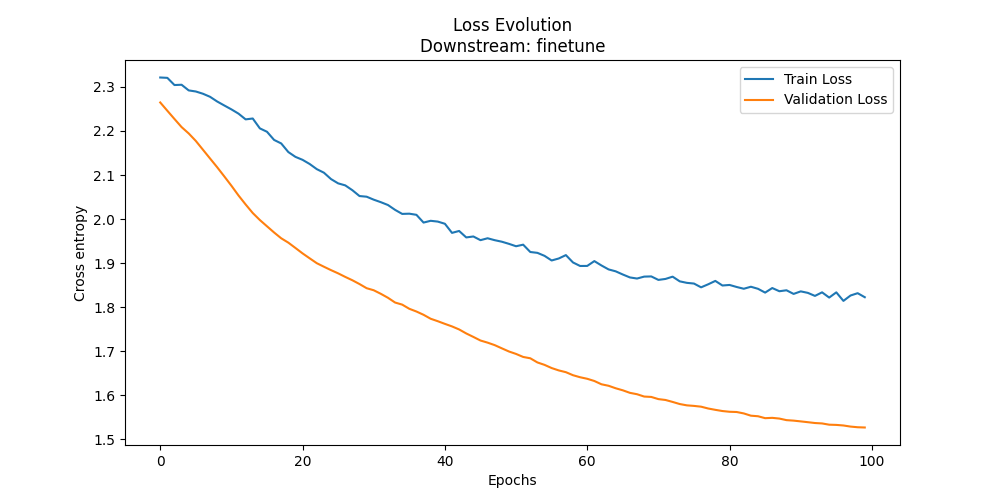 Loss Evolution
Downstream: finetune
Train Loss
Validation Loss
2.3
2.2
2.1
2.0
1.9
1.8
1.7
1.6
1.5
Cross entropy
0 20 40 60 80 100
Epochs